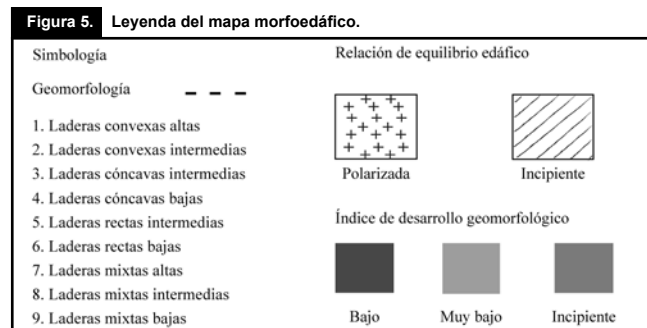 Figura 5. Leyenda del mapa morfoedáfico.
Simbología
Geomorfología
1. Laderas convexas altas
2. Laderas convexas intermedias
3. Laderas cóncavas intermedias
4. Laderas cóncavas bajas
5. Laderas rectas intermedias
6. Laderas rectas bajas
7. Laderas mixtas altas
8. Laderas mixtas intermedias
9. Laderas mixtas bajas
Relación de equilibrio edáfico
Polarizada Incipiente
Índice de desarrollo geomorfológico
Bajo Muy bajo Incipiente